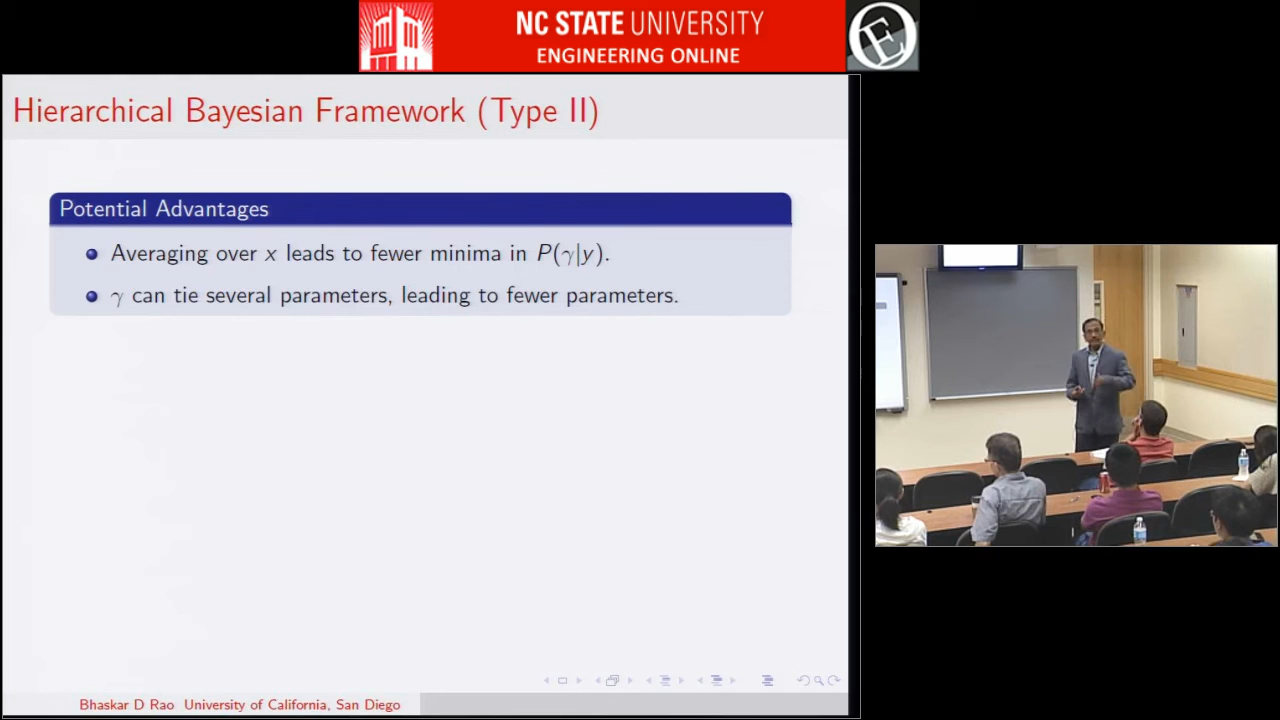 NC STATE UNIVERSITY
ENGINEERING ONLINE
Hierarchical Bayesian Framework (Type II)
Potential Advantages
Averaging over x leads to fewer minima in P(γ|y).
γ can tie several parameters, leading to fewer parameters.
Bhaskar D Rao University of California, San Diego